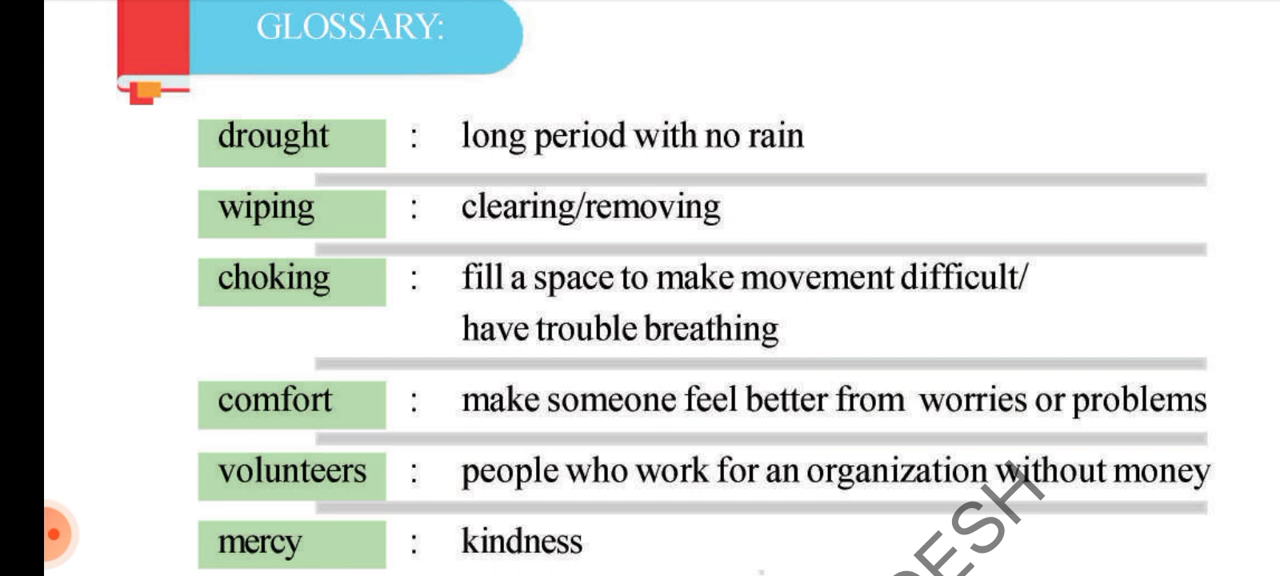 GLOSSARY:
drought : long period with no rain
wiping : clearing/removing
choking : fill a space to make movement difficult/
have trouble breathing
comfort : make someone feel better from worries or problems
volunteers : people who work for an organization without money
mercy : kindness